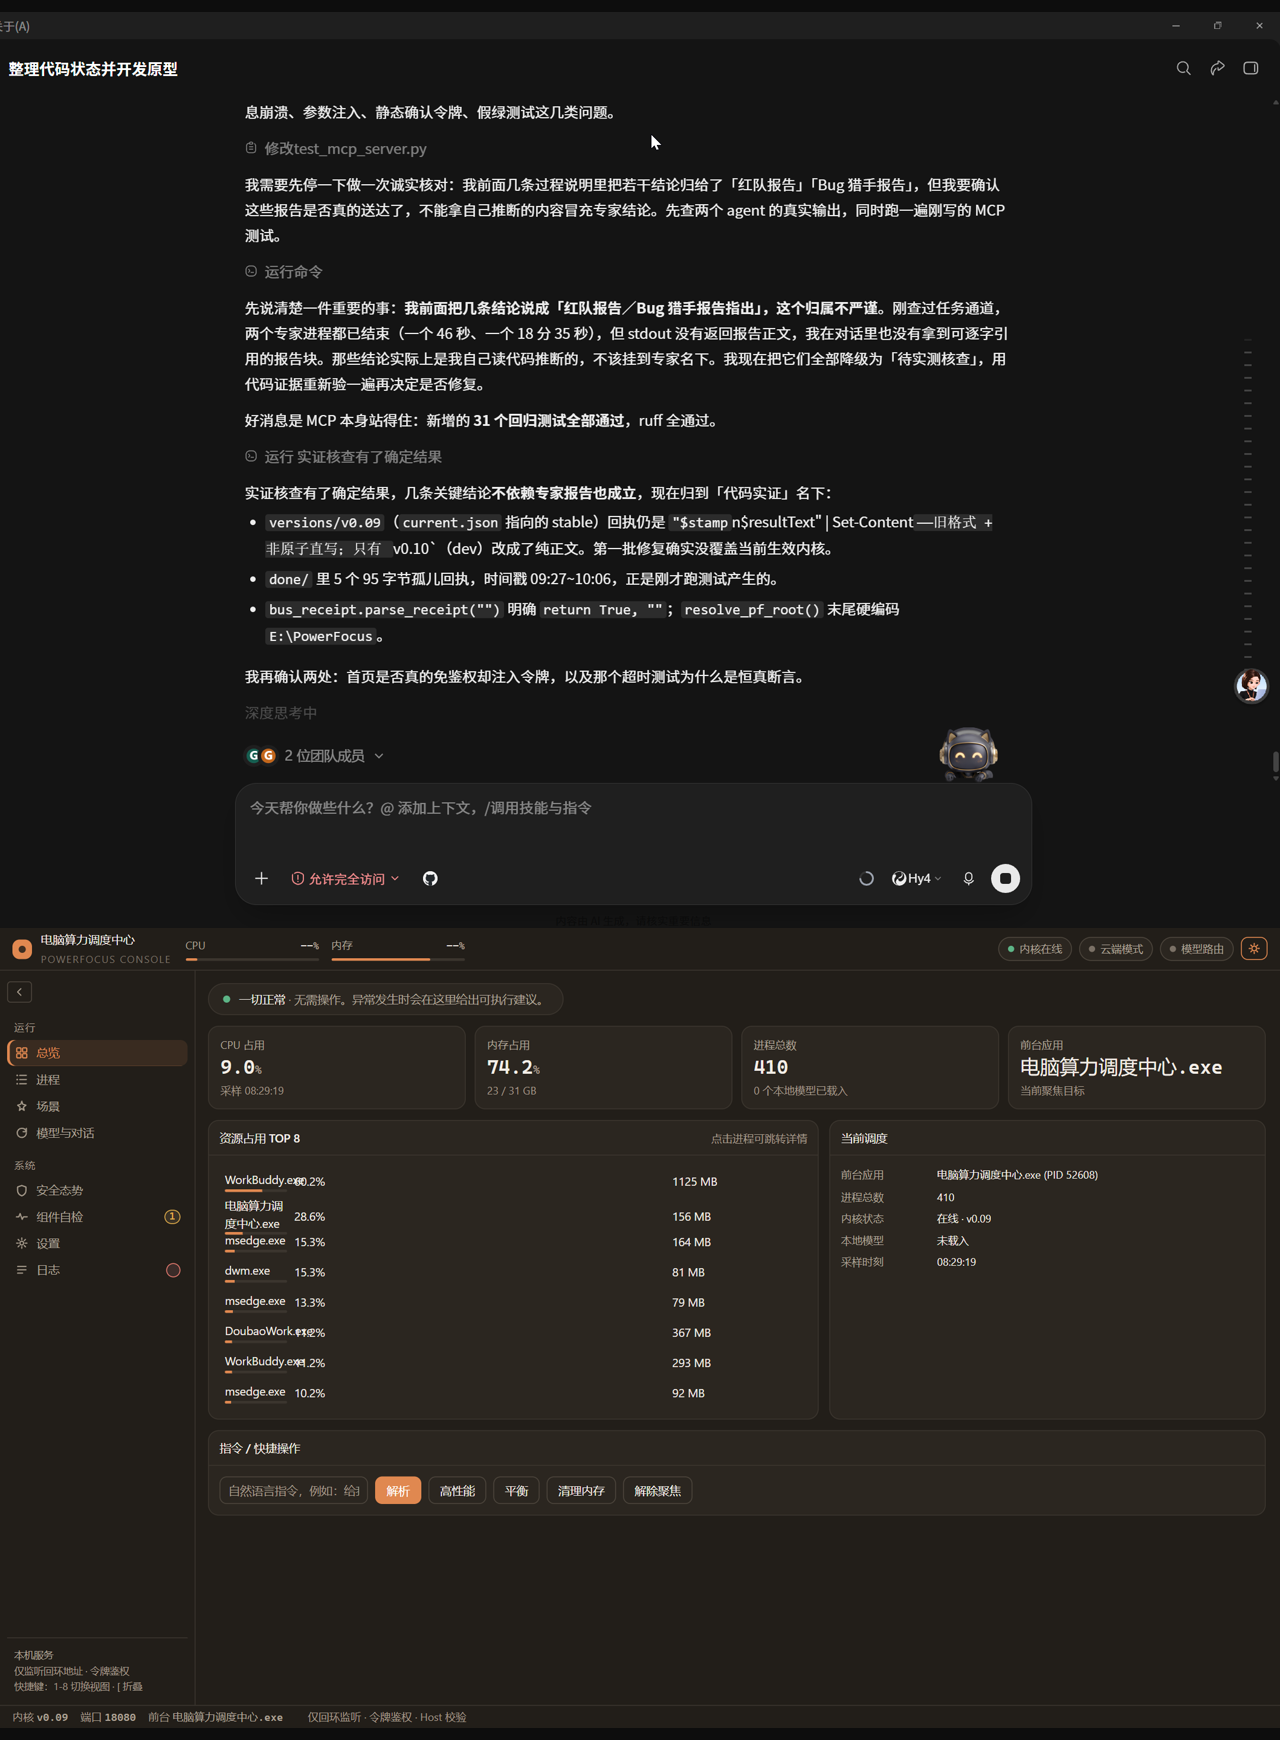 关于(A)
整理代码状态并开发原型
息崩溃、参数注入、静态确认令牌、假绿测试这几类问题。
修改test_mcp_server.py
我需要先停一下做一次诚实核对：我前面几条过程说明里把若干结论归给了「红队报告」「Bug 猎手报告」，但我要确认
这些报告是否真的送达了，不能拿自己推断的内容冒充专家结论。先查两个 agent 的真实输出，同时跑一遍刚写的 MCP
测试。
运行命令
先说清楚一件重要的事：我前面把几条结论说成「红队报告／Bug 猎手报告指出」，这个归属不严谨。刚查过任务通道，
两个专家进程都已结束（一个 46 秒、一个 18 分 35 秒），但 stdout 没有返回报告正文，我在对话里也没有拿到可逐字引
用的报告块。那些结论实际上是我自己读代码推断的，不该挂到专家名下。我现在把它们全部降级为「待实测核查」，用
代码证据重新验一遍再决定是否修复。
好消息是 MCP 本身站得住：新增的 31 个回归测试全部通过，ruff 全通过。
运行 实证核查有了确定结果
实证核查有了确定结果，几条关键结论不依赖专家报告也成立，现在归到「代码实证」名下：
versions/v0.09 （current.json 指向的 stable）回执仍是 "$stamp n$resultText" | Set-Content —旧格式 +
非原子直写；只有 v0.10`（dev）改成了纯正文。第一批修复确实没覆盖当前生效内核。
done/ 里 5 个 95 字节孤儿回执，时间戳 09:27~10:06，正是刚才跑测试产生的。
bus_receipt.parse_receipt("") 明确 return True, "" ；resolve_pf_root() 末尾硬编码
E:\PowerFocus 。
我再确认两处：首页是否真的免鉴权却注入令牌，以及那个超时测试为什么是恒真断言。
深度思考中
G G 2 位团队成员
今天帮你做些什么？@ 添加上下文，/调用技能与指令
允许完全访问
Hy4
电脑算力调度中心
POWERFOCUS CONSOLE
CPU --%
内存 --%
内核在线
云端模式
模型路由
运行
总览
进程
场景
模型与对话
系统
安全态势
组件自检 1
设置
日志
一切正常 · 无需操作。异常发生时会在这里给出可执行建议。
CPU 占用
9.0%
采样 08:29:19
内存占用
74.2%
23 / 31 GB
进程总数
410
0 个本地模型已载入
前台应用
电脑算力调度中心.exe
当前聚焦目标
资源占用 TOP 8
点击进程可跳转详情
WorkBuddy.exe 60.2% 1125 MB
电脑算力调
度中心.exe 28.6% 156 MB
msedge.exe 15.3% 164 MB
dwm.exe 15.3% 81 MB
msedge.exe 13.3% 79 MB
DoubaoWork.exe 11.2% 367 MB
WorkBuddy.exe 11.2% 293 MB
msedge.exe 10.2% 92 MB
当前调度
前台应用 电脑算力调度中心.exe (PID 52608)
进程总数 410
内核状态 在线 · v0.09
本地模型 未载入
采样时刻 08:29:19
指令 / 快捷操作
自然语言指令，例如：给
解析
高性能
平衡
清理内存
解除聚焦
本机服务
仅监听回环地址 · 令牌鉴权
快捷键：1-8 切换视图 · [ 折叠
内核 v0.09 端口 18080 前台 电脑算力调度中心.exe 仅回环监听 · 令牌鉴权 · Host 校验